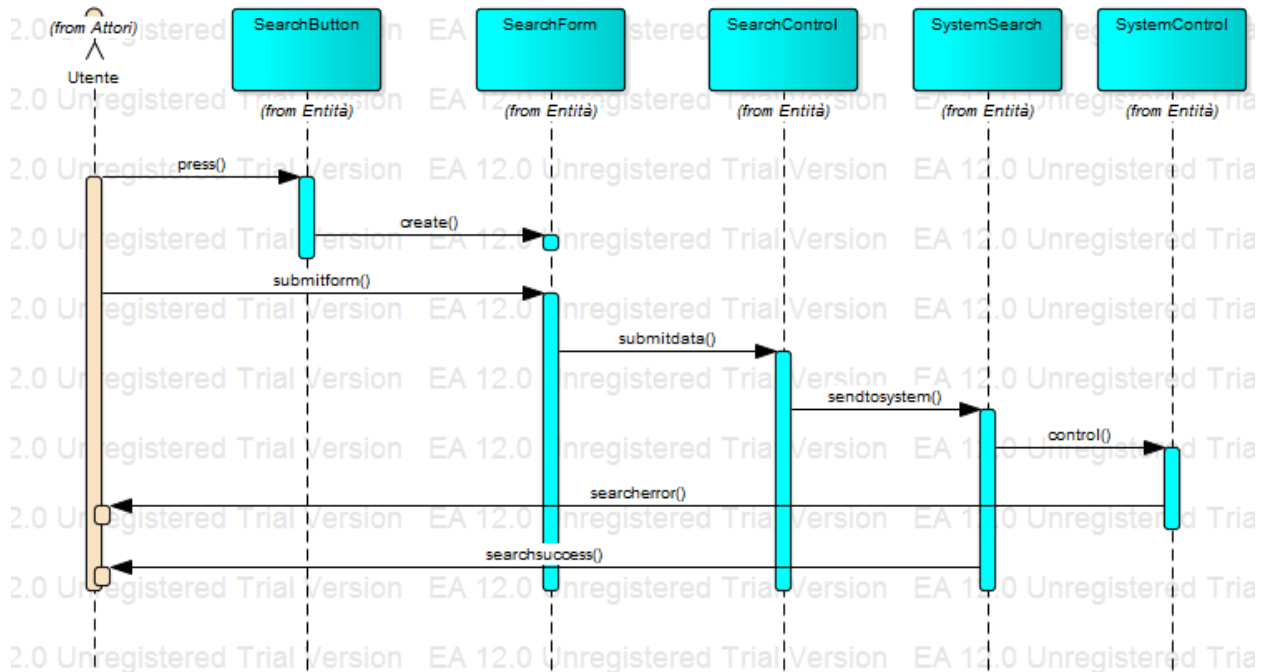 (from Attori)
Utente
SearchButton
(from Entità)
SearchForm
(from Entità)
SearchControl
(from Entità)
SystemSearch
(from Entità)
SystemControl
(from Entità)
press()
create()
submitform()
submitdata()
sendtosystem()
control()
searcherror()
searchsuccess()
EA 12.0 Unregistered Trial Version